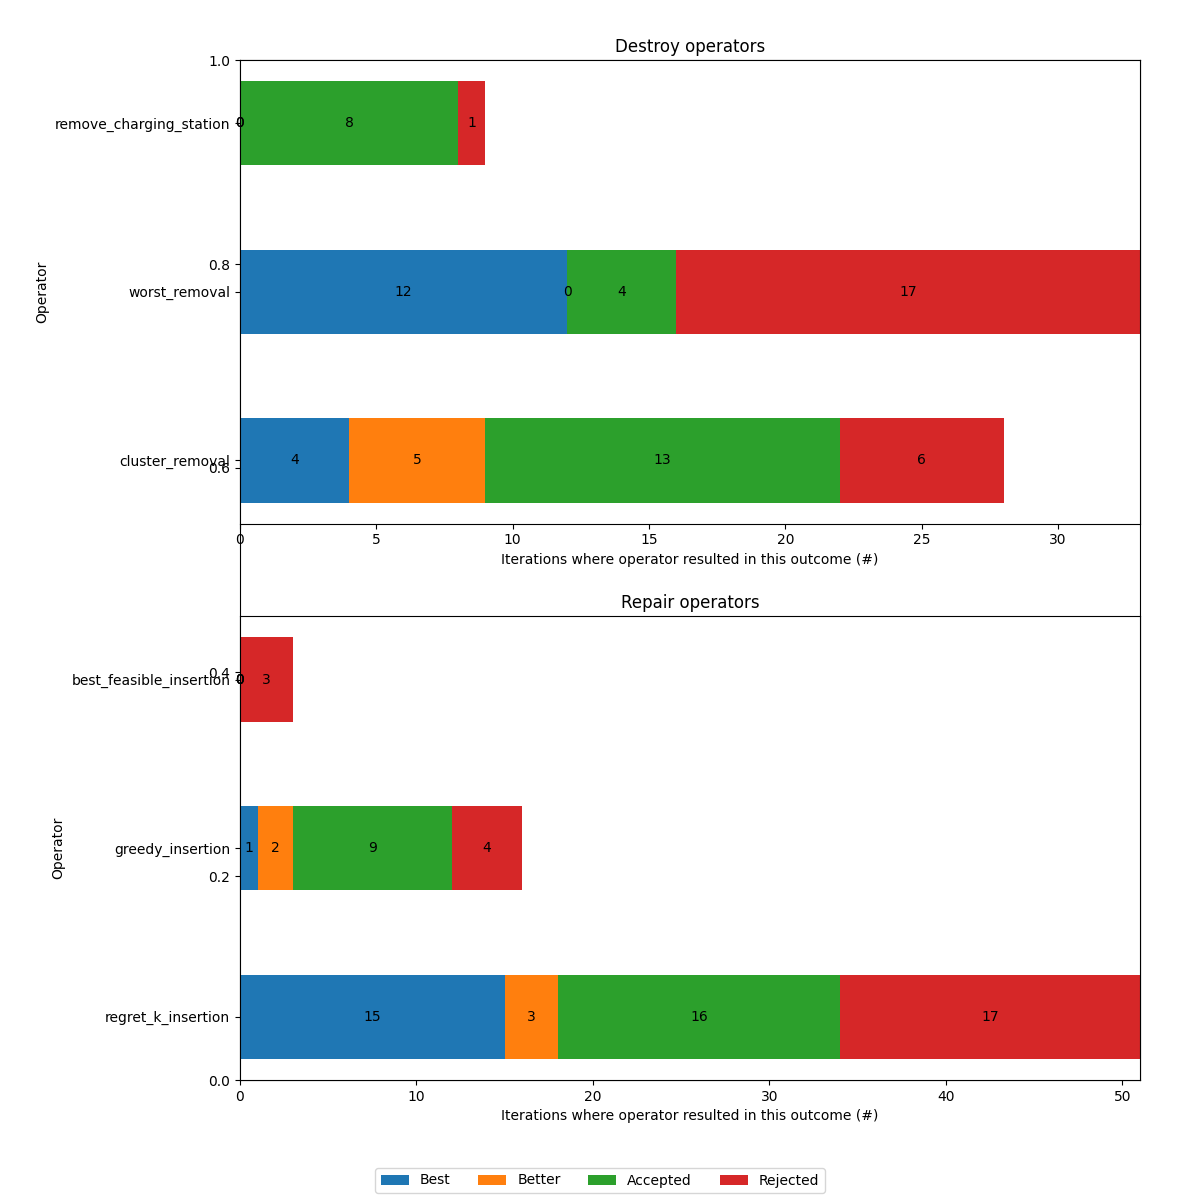 Destroy operators
1.0
remove_charging_station
0
8
1
0.8
worst_removal
12
0
4
17
Operator
cluster_removal
0.6
4
5
13
6
0
5
10
15
20
25
30
Iterations where operator resulted in this outcome (#)
Repair operators
0.4
best_feasible_insertion
0
3
greedy_insertion
1
2
9
4
Operator
0.2
regret_k_insertion
15
3
16
17
0.0
0
10
20
30
40
50
Iterations where operator resulted in this outcome (#)
Best
Better
Accepted
Rejected